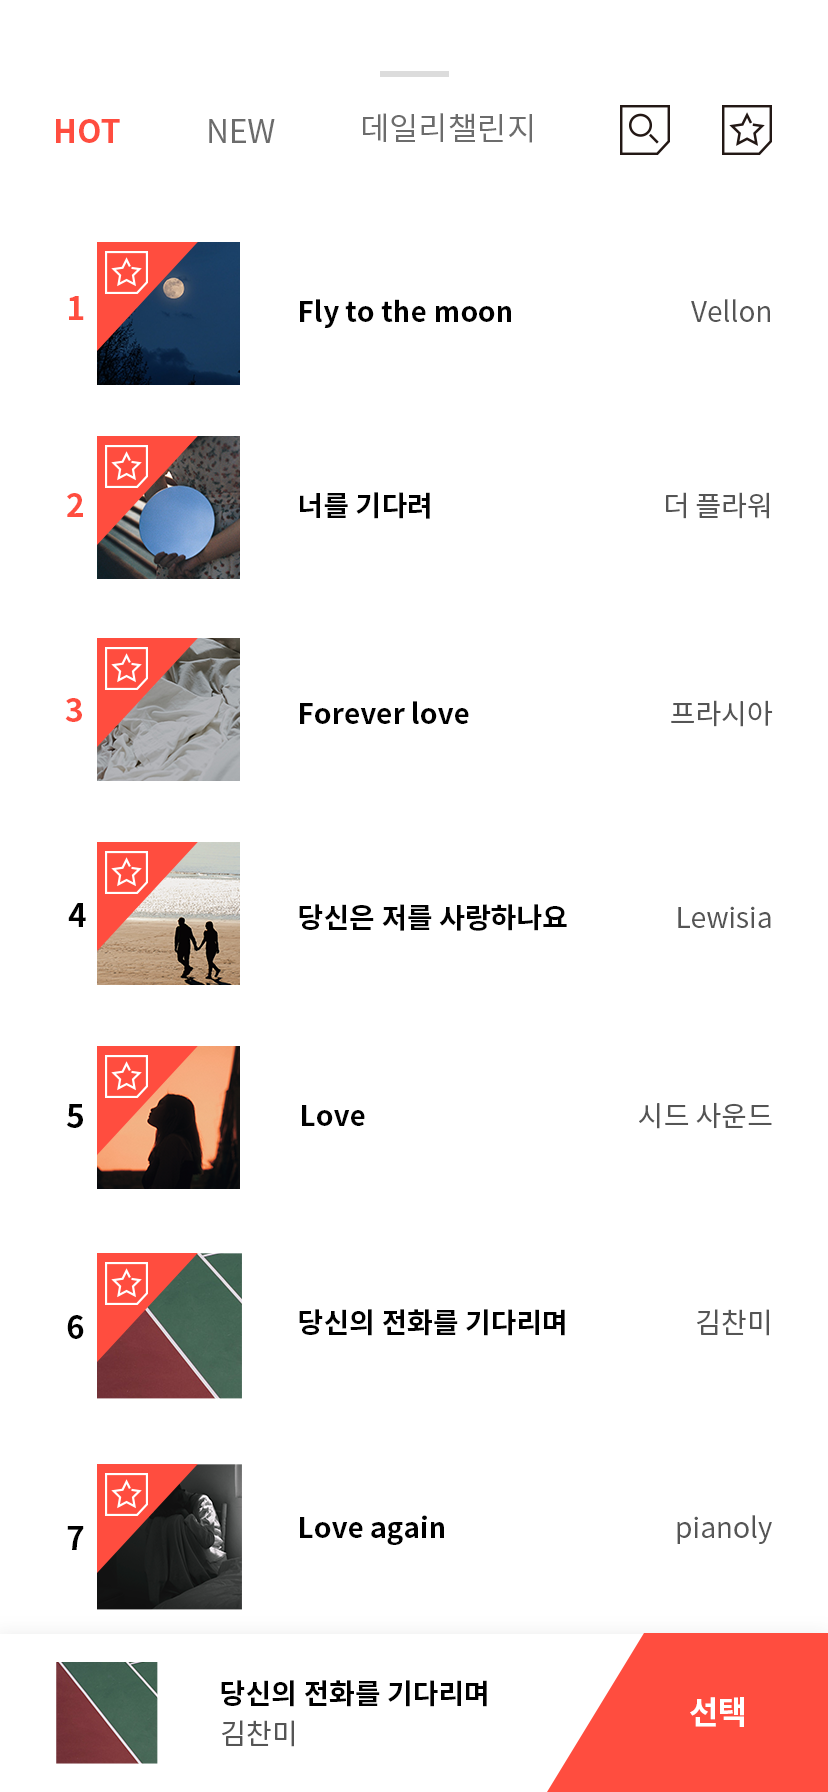 HOT NEW 데일리챌린지
1 Fly to the moon Vellon
2 너를 기다려 더 플라워
3 Forever love 프라시아
4 당신은 저를 사랑하나요 Lewisia
5 Love 시드 사운드
6 당신의 전화를 기다리며 김찬미
7 Love again pianoly
당신의 전화를 기다리며
김찬미
선택